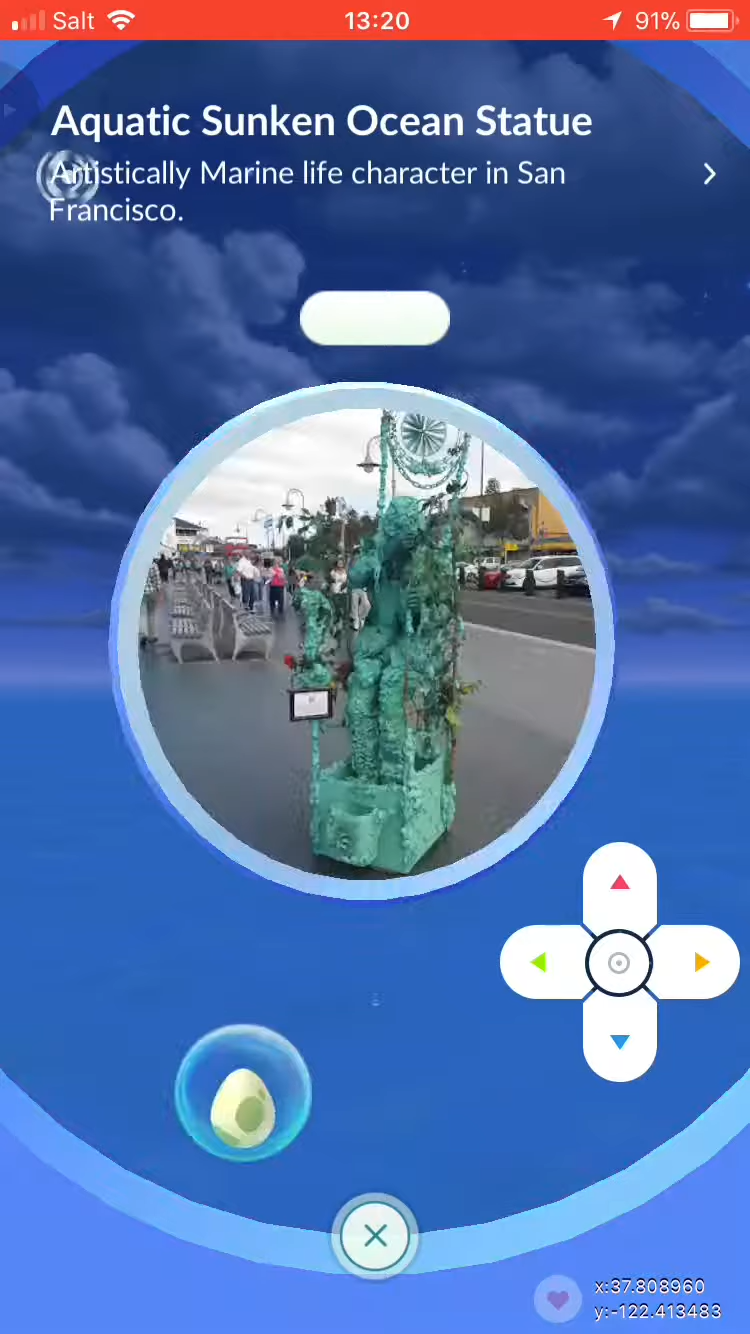 Salt 13:20 91%
Aquatic Sunken Ocean Statue
Artistically Marine life character in San
Francisco.
x:37.808960
y:-122.413483